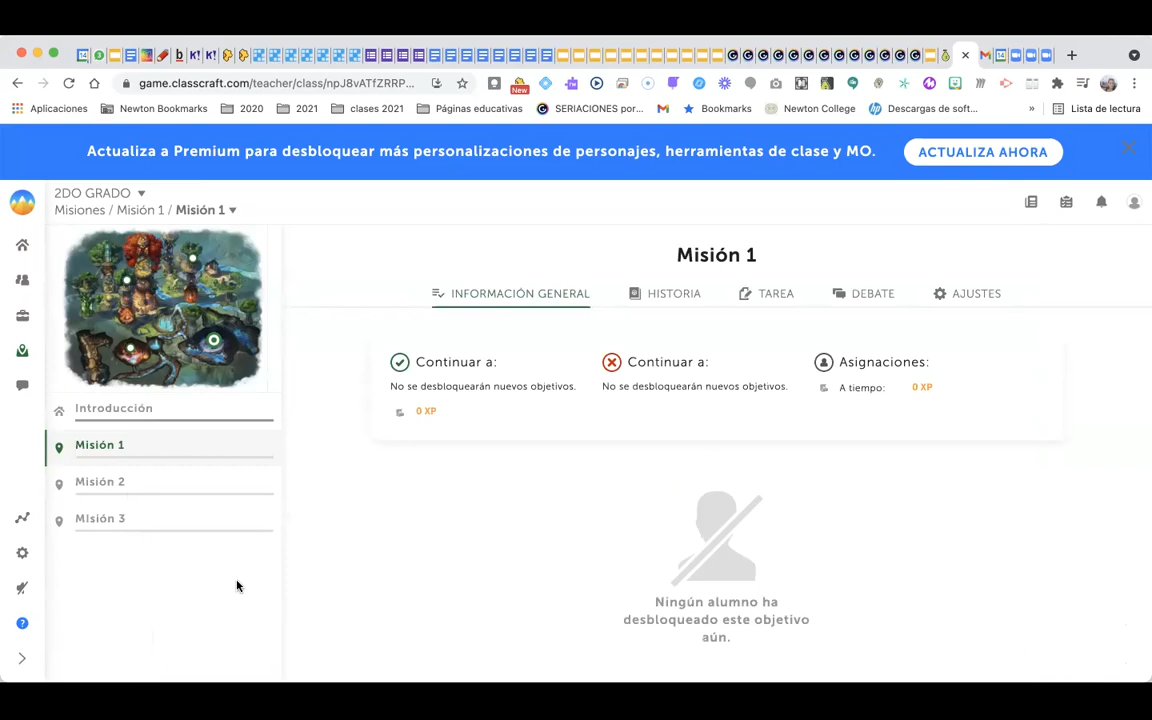 game.classcraft.com/teacher/class/npJ8vATfZRRP...
New
Aplicaciones
Newton Bookmarks
2020
2021
clases 2021
Páginas educativas
SERIACIONES por...
Bookmarks
Newton College
Descargas de soft...
»
Lista de lectura
Actualiza a Premium para desbloquear más personalizaciones de personajes, herramientas de clase y MO.
ACTUALIZA AHORA
2DO GRADO
Misiones / Misión 1 / Misión 1
Misión 1
INFORMACIÓN GENERAL
HISTORIA
TAREA
DEBATE
AJUSTES
Continuar a:
No se desbloquearán nuevos objetivos.
0 XP
Continuar a:
No se desbloquearán nuevos objetivos.
Asignaciones:
A tiempo:
0 XP
Introducción
Misión 1
Misión 2
MIsión 3
Ningún alumno ha
desbloqueado este objetivo
aún.